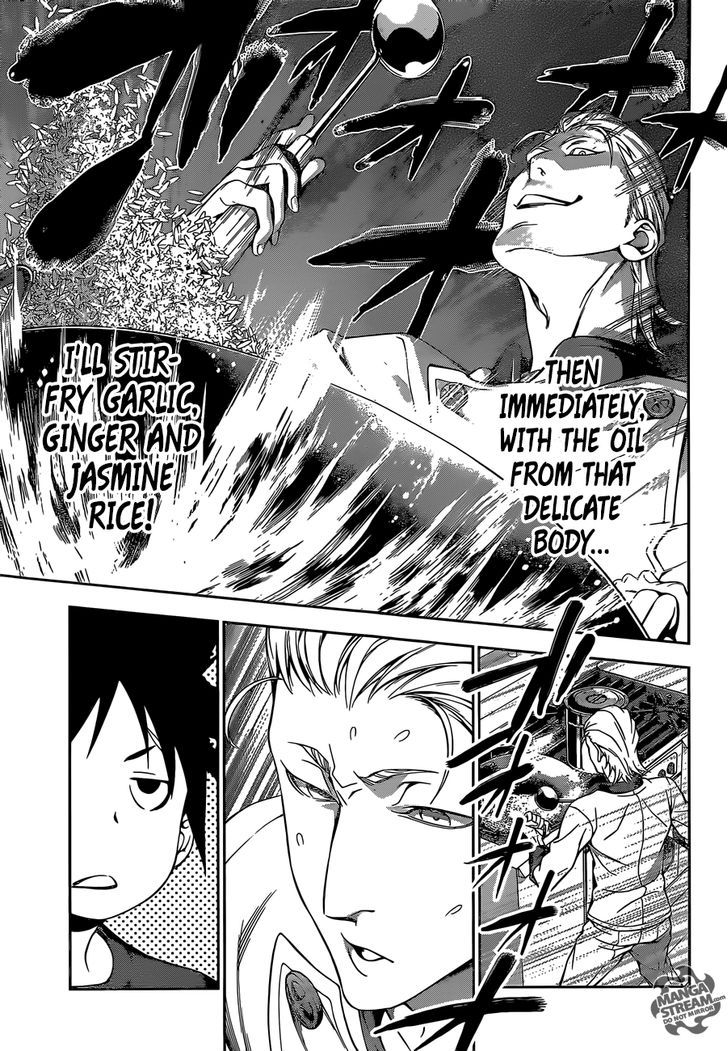 THEN
IMMEDIATELY,
WITH THE OIL
FROM THAT
DELICATE
BODY...
I'LL STIR-
FRY GARLIC,
GINGER AND
JASMINE
RICE!
MANGA
STREAM.com
DO NOT MIRROR